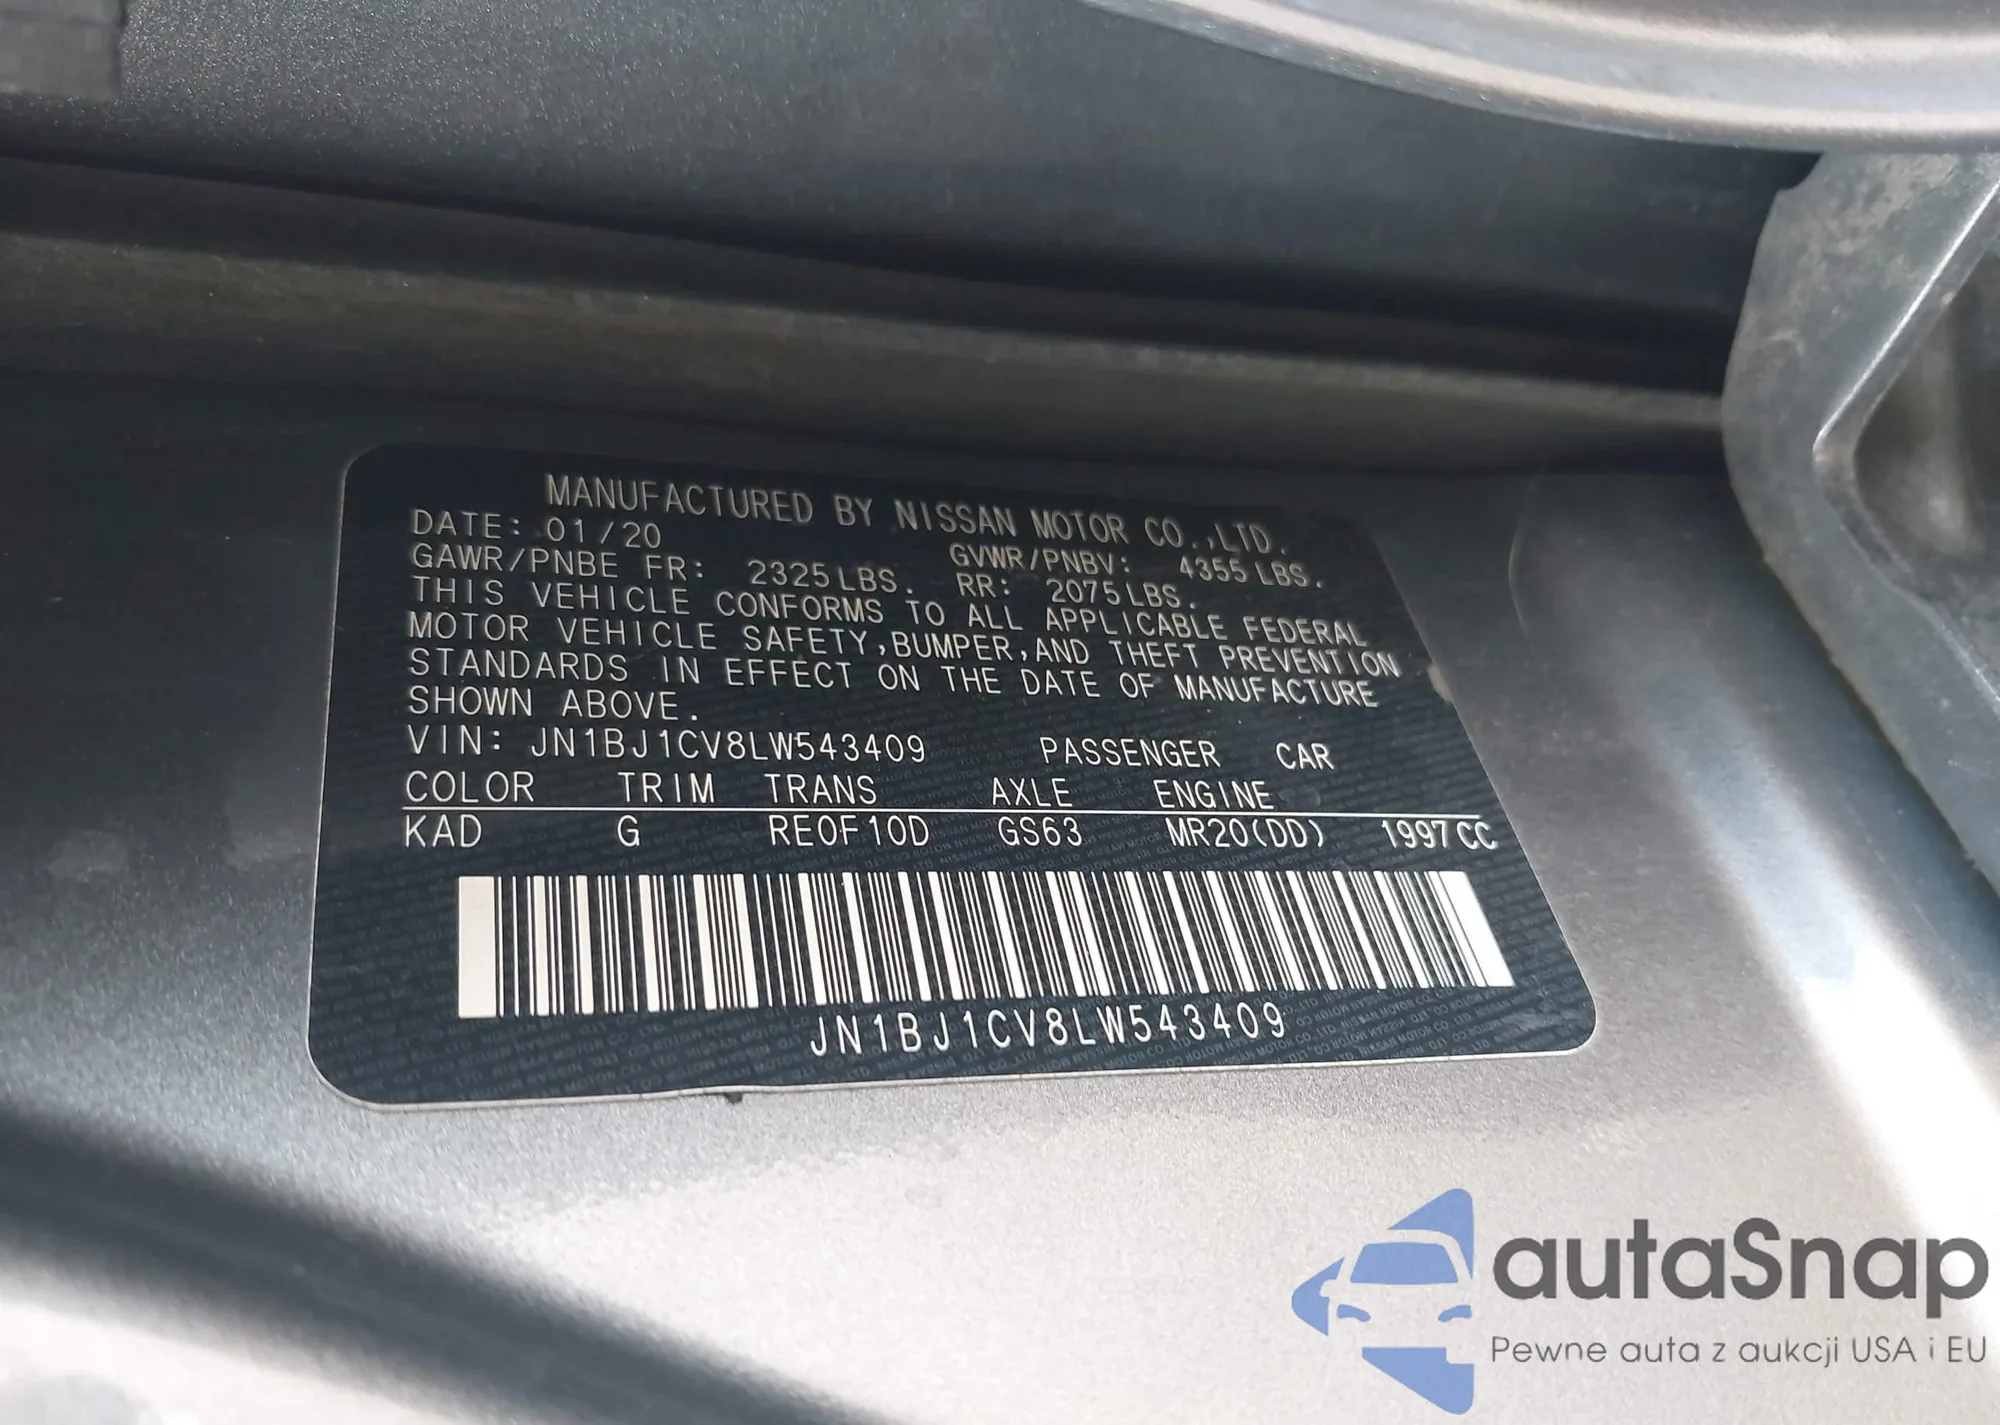 MANUFACTURED BY NISSAN MOTOR CO.,LTD.
DATE: 01/20 GVWR/PNBV: 4355 LBS.
GAWR/PNBE FR: 2325 LBS. RR: 2075 LBS.
THIS VEHICLE CONFORMS TO ALL APPLICABLE FEDERAL
MOTOR VEHICLE SAFETY, BUMPER, AND THEFT PREVENTION
STANDARDS IN EFFECT ON THE DATE OF MANUFACTURE
SHOWN ABOVE.
VIN: JN1BJ1CV8LW543409 PASSENGER CAR
COLOR TRIM TRANS AXLE ENGINE
KAD G RE0F10D GS63 MR20(DD) 1997 CC
JN1BJ1CV8LW543409
autaSnap
Pewne auta z aukcji USA i EU